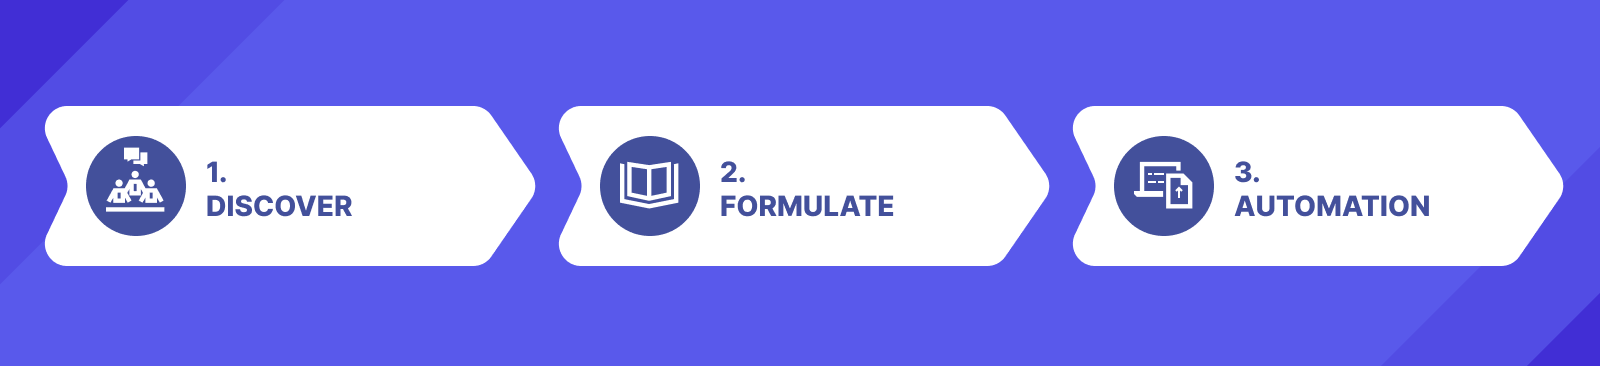 1.
DISCOVER
2.
FORMULATE
3.
AUTOMATION